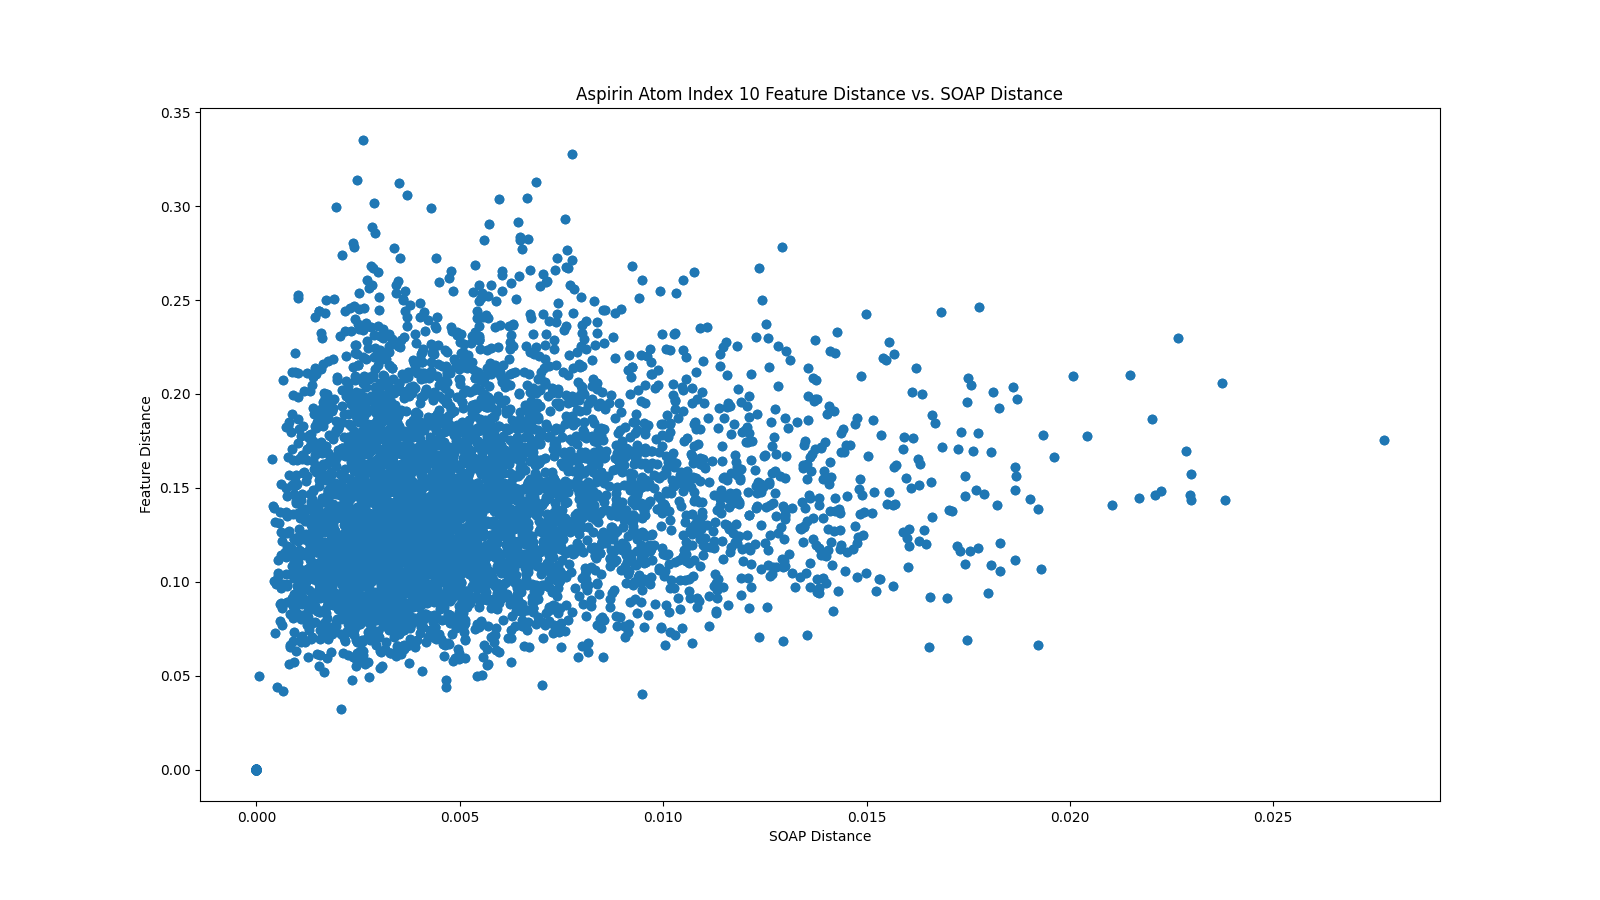 Aspirin Atom Index 10 Feature Distance vs. SOAP Distance
0.35
0.30
0.25
0.20
0.15
0.10
0.05
0.00
Feature Distance
0.000 0.005 0.010 0.015 0.020 0.025
SOAP Distance